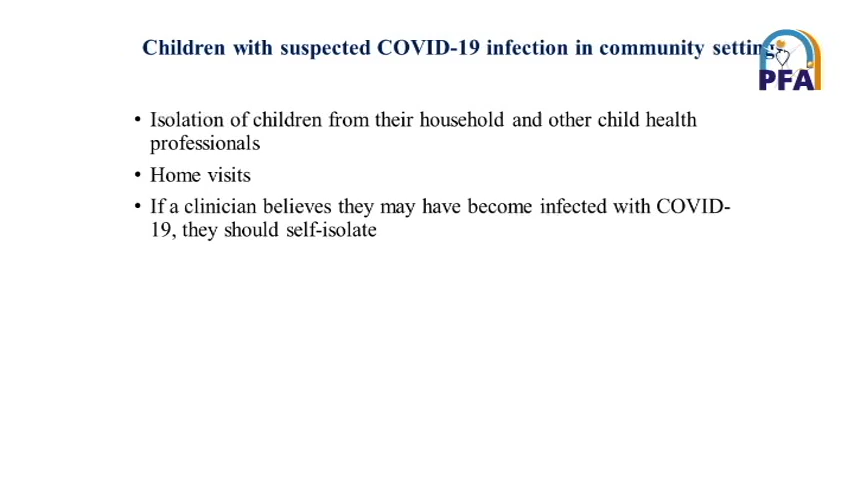 Children with suspected COVID-19 infection in community setting
PFA
• Isolation of children from their household and other child health
professionals
• Home visits
• If a clinician believes they may have become infected with COVID-
19, they should self-isolate